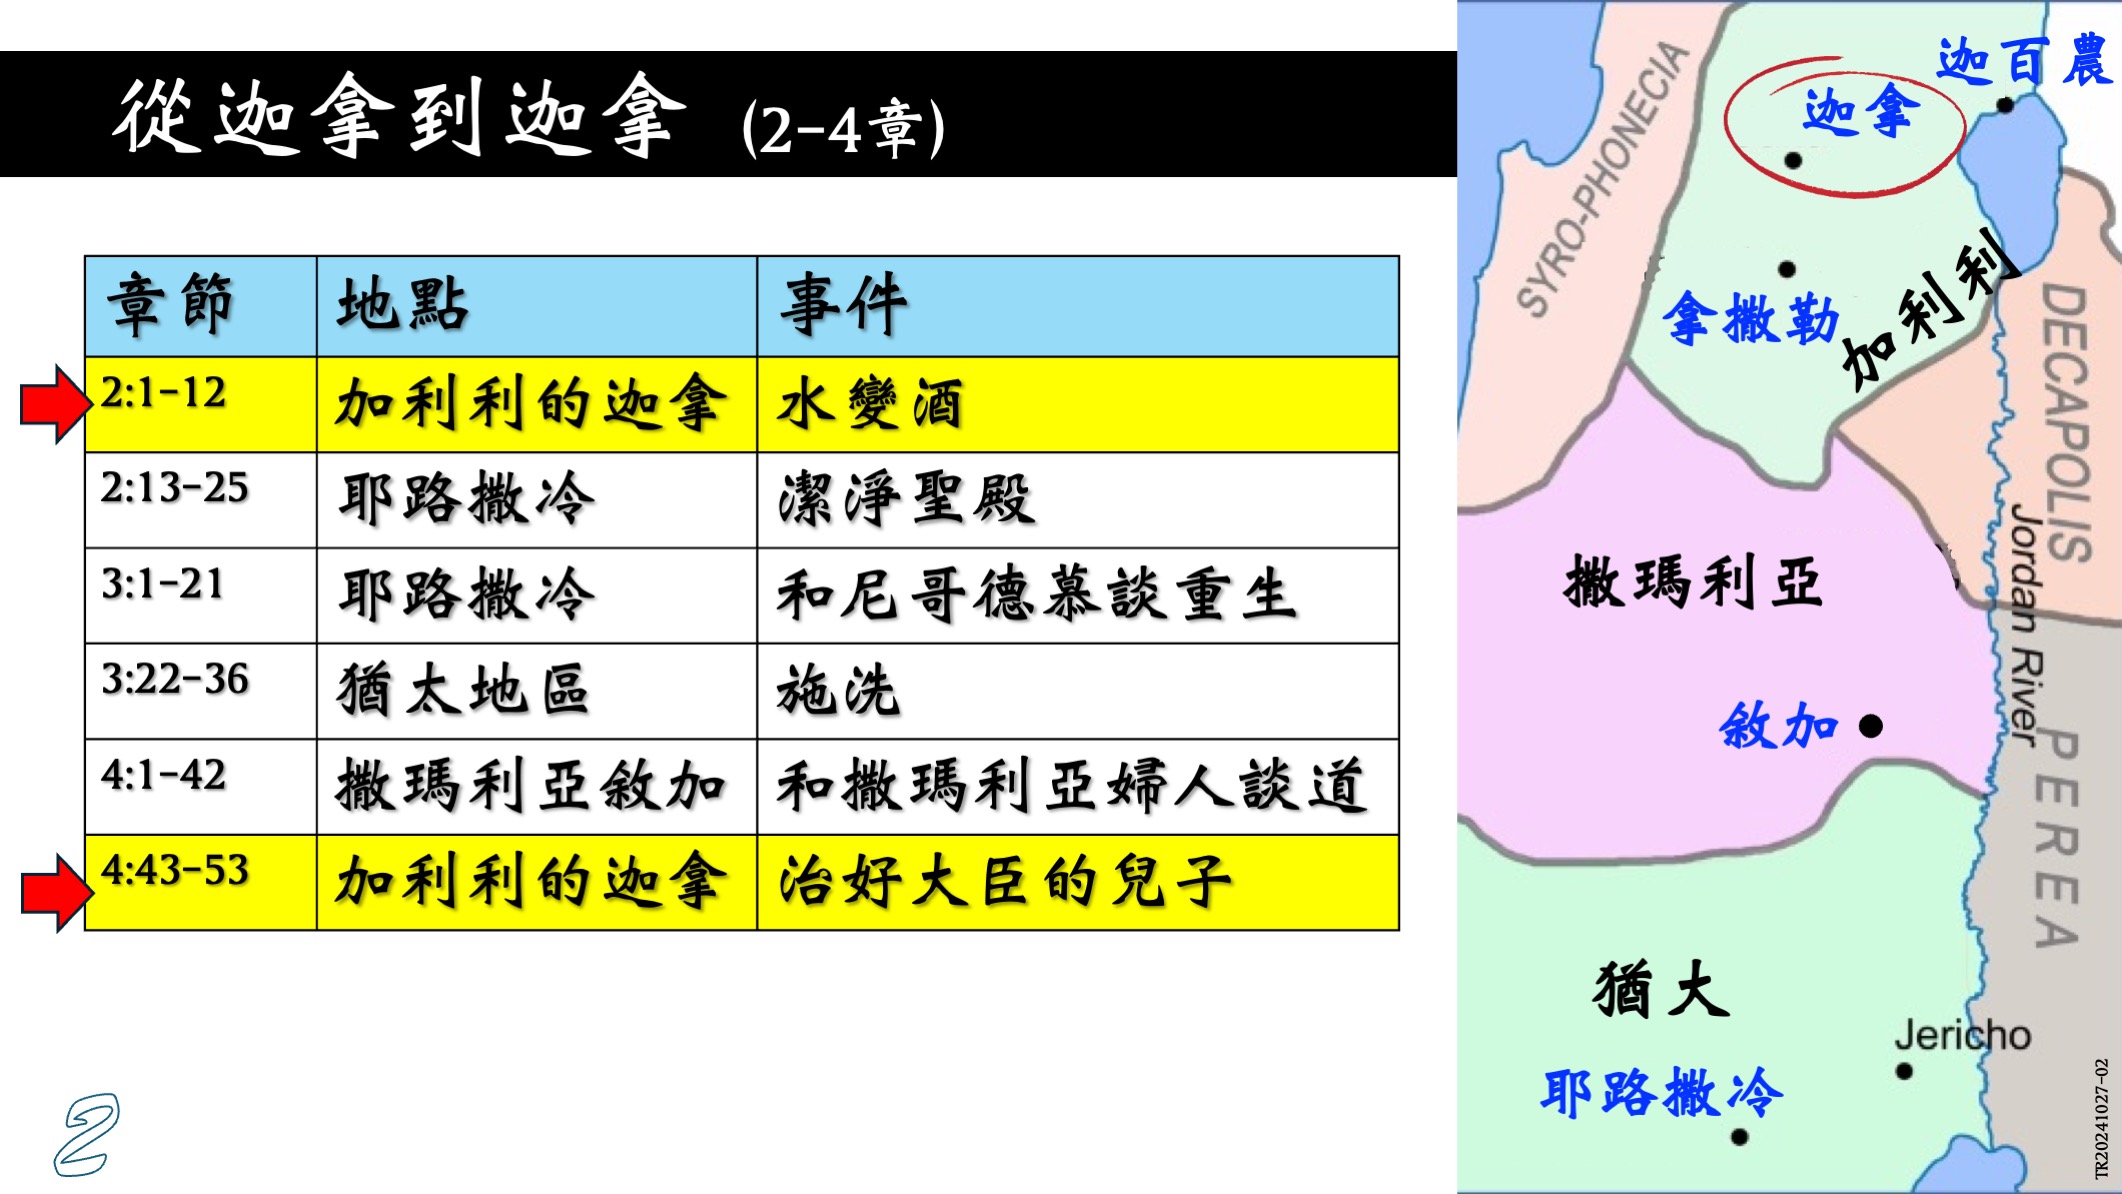 從迦拿到迦拿 (2-4章)
章節 地點 事件
2:1-12 加利利的迦拿 水變酒
2:13-25 耶路撒冷 潔淨聖殿
3:1-21 耶路撒冷 和尼哥德慕談重生
3:22-36 猶太地區 施洗
4:1-42 撒瑪利亞敘加 和撒瑪利亞婦人談道
4:43-53 加利利的迦拿 治好大臣的兒子
2
迦百農
迦拿
SYRO-PHONECIA
拿撒勒
加利利
DECAPOLIS
Jordan River
撒瑪利亞
敘加
PEREA
猶大
Jericho
耶路撒冷
TR20241027-02